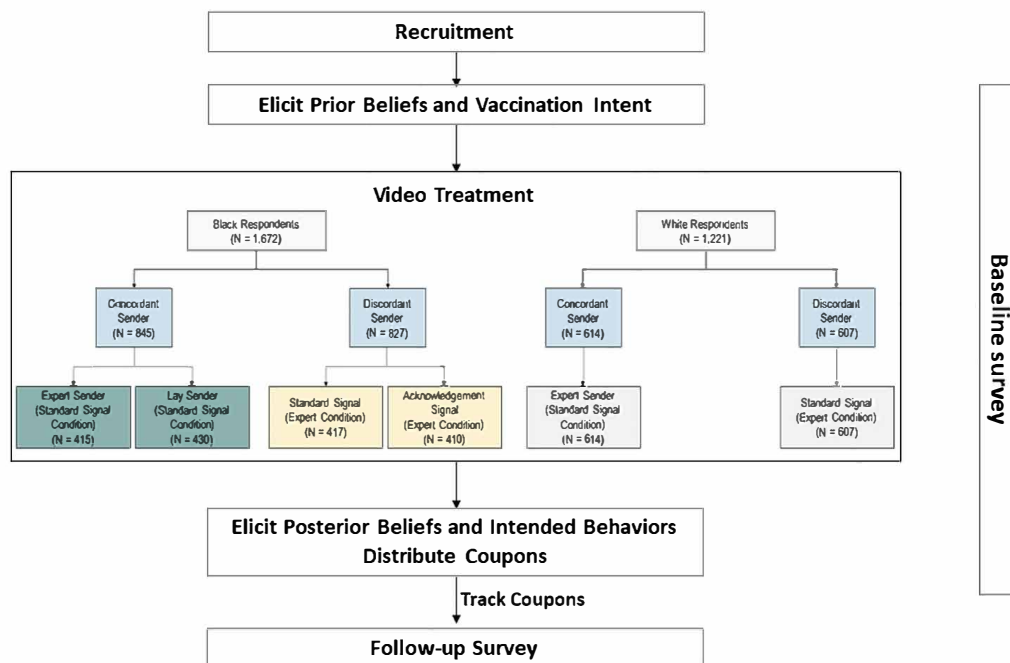 Recruitment
Elicit Prior Beliefs and Vaccination Intent
Video Treatment
Black Respondents
(N = 1,672)
White Respondents
(N = 1,221)
Concordant
Sender
(N = 845)
Discordant
Sender
(N = 827)
Concordant
Sender
(N = 614)
Discordant
Sender
(N = 607)
Expert Sender
(Standard Signal
Condition)
(N = 415)
Lay Sender
(Standard Signal
Condition)
(N = 430)
Standard Signal
(Expert Condition)
(N = 417)
Acknowledgement
Signal
(Expert Condition)
(N = 410)
Expert Sender
(Standard Signal
Condition)
(N = 614)
Standard Signal
(Expert Condition)
(N = 607)
Elicit Posterior Beliefs and Intended Behaviors
Distribute Coupons
Track Coupons
Follow-up Survey
Baseline survey